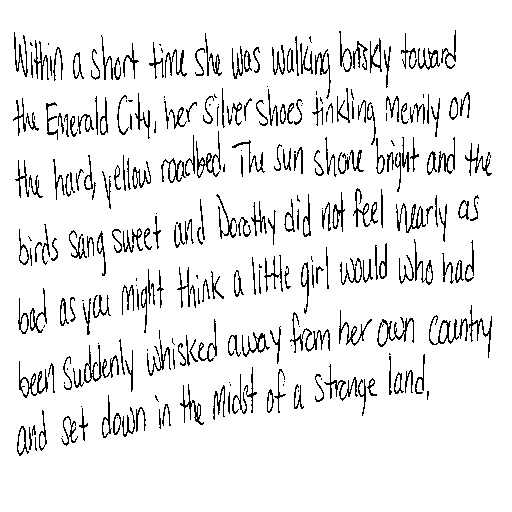 Within a short time she was walking briskly toward
the Emerald City, her Silver Shoes tinkling merrily on
the hard, yellow roadbed. The sun shone bright and the
birds sang sweet and Dorothy did not feel nearly as
bad as you might think a little girl would who had
been suddenly whisked away from her own country
and set down in the midst of a strange land.